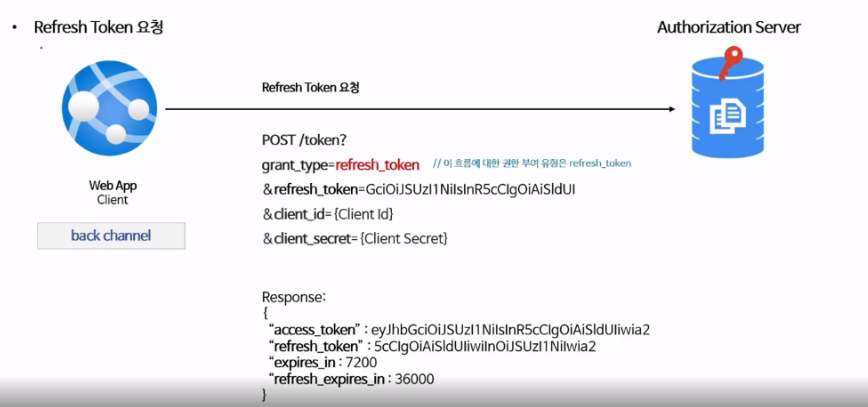 • Refresh Token 요청
Authorization Server
Refresh Token 요청
POST /token?
grant_type=refresh_token // 이 흐름에 대한 권한 부여 유형은 refresh_token
&refresh_token=GciOiJSUzI1NiIsInR5cCIgOiAiSldUI
&client_id={Client Id}
&client_secret={Client Secret}
Web App
Client
back channel
Response:
{
“access_token” : eyJhbGciOiJSUzI1NiIsInR5cCIgOiAiSldUIiwia2
“refresh_token” : 5cCIgOiAiSldUIiwiInOiJSUzI1NiIwia2
“expires_in : 7200
“refresh_expires_in : 36000
}